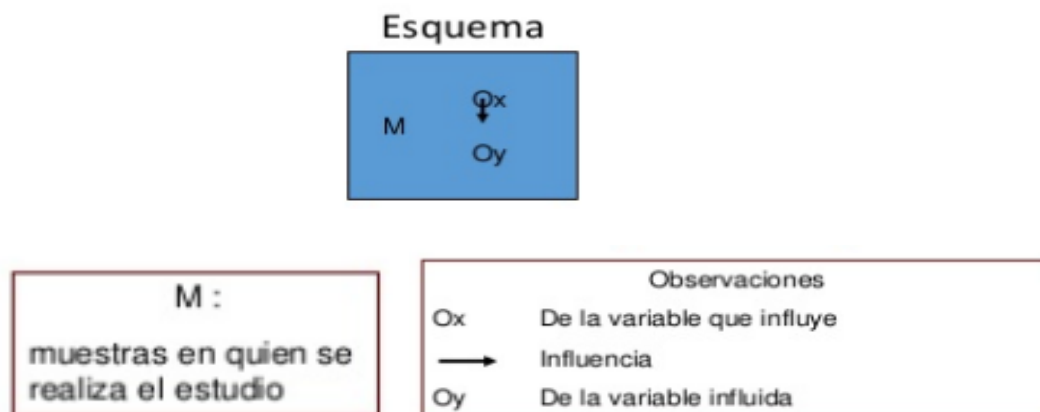 Esquema
M
Ox
Oy
M :
muestras en quien se
realiza el estudio
Observaciones
Ox De la variable que influye
Influencia
Oy De la variable influida